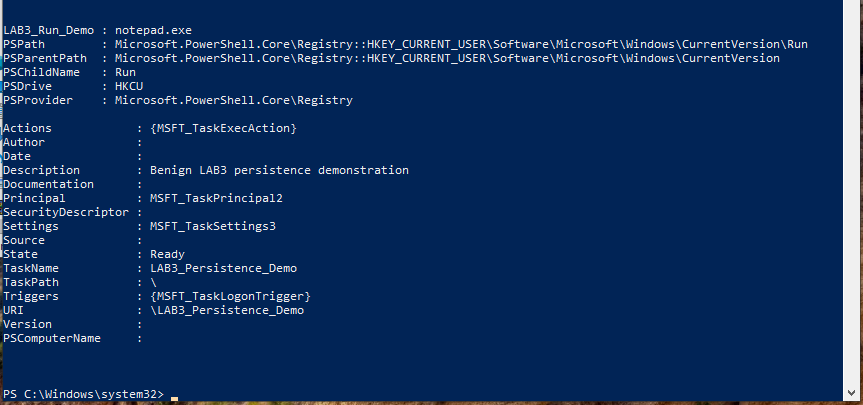 LAB3_Run_Demo : notepad.exe
PSPath        : Microsoft.PowerShell.Core\Registry::HKEY_CURRENT_USER\Software\Microsoft\Windows\CurrentVersion\Run
PSParentPath  : Microsoft.PowerShell.Core\Registry::HKEY_CURRENT_USER\Software\Microsoft\Windows\CurrentVersion
PSChildName   : Run
PSDrive       : HKCU
PSProvider    : Microsoft.PowerShell.Core\Registry
Actions            : {MSFT_TaskExecAction}
Author             :
Date               :
Description        : Benign LAB3 persistence demonstration
Documentation      :
Principal          : MSFT_TaskPrincipal2
SecurityDescriptor :
Settings           : MSFT_TaskSettings3
Source             :
State              : Ready
TaskName           : LAB3_Persistence_Demo
TaskPath           : \
Triggers           : {MSFT_TaskLogonTrigger}
URI                : \LAB3_Persistence_Demo
Version            :
PSComputerName     :
PS C:\Windows\system32>